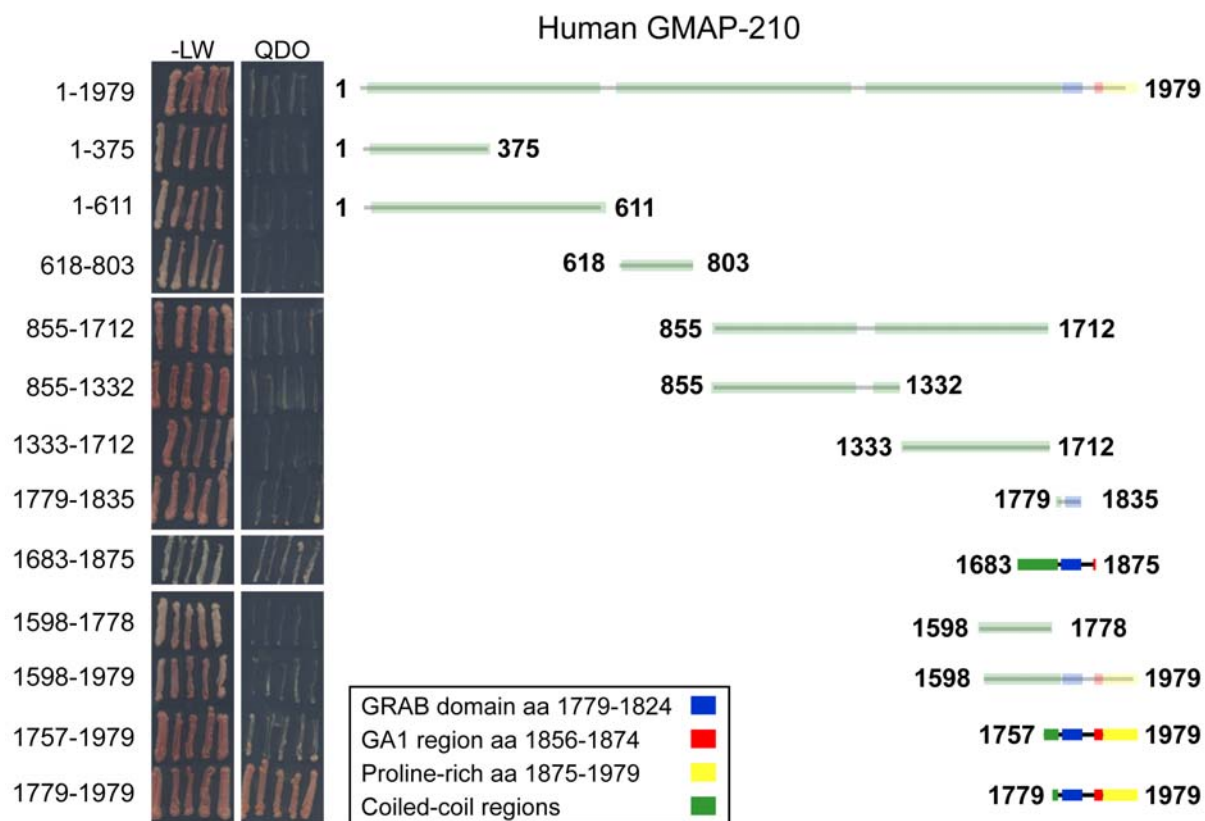 Human GMAP-210
-LW QDO
1-1979 1 1979
1-375 1 375
1-611 1 611
618-803 618 803
855-1712 855 1712
855-1332 855 1332
1333-1712 1333 1712
1779-1835 1779 1835
1683-1875 1683 1875
1598-1778 1598 1778
1598-1979 1598 1979
1757-1979 1757 1979
1779-1979 1779 1979
GRAB domain aa 1779-1824
GA1 region aa 1856-1874
Proline-rich aa 1875-1979
Coiled-coil regions